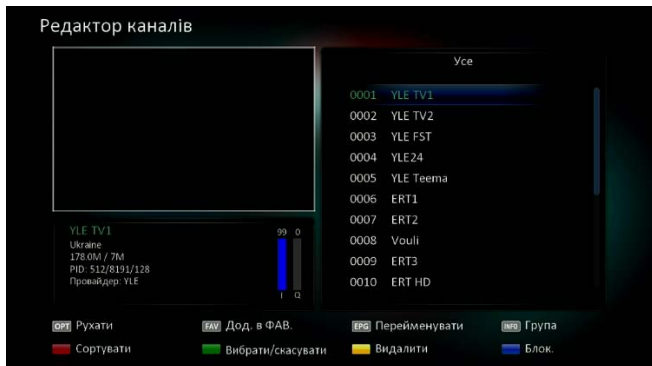 Редактор каналів
Усе
0001 YLE TV1
0002 YLE TV2
0003 YLE FST
0004 YLE24
0005 YLE Teema
0006 ERT1
0007 ERT2
0008 Vouli
0009 ERT3
0010 ERT HD
YLE TV1
Ukraine
178.0M / 7M
PID: 512/8191/128
Провайдер: YLE
99 0
I Q
OPT Рухати FAV Дод. в ФАВ. EPG Перейменувати INFO Група
Сортувати Вибрати/скасувати Видалити Блок.